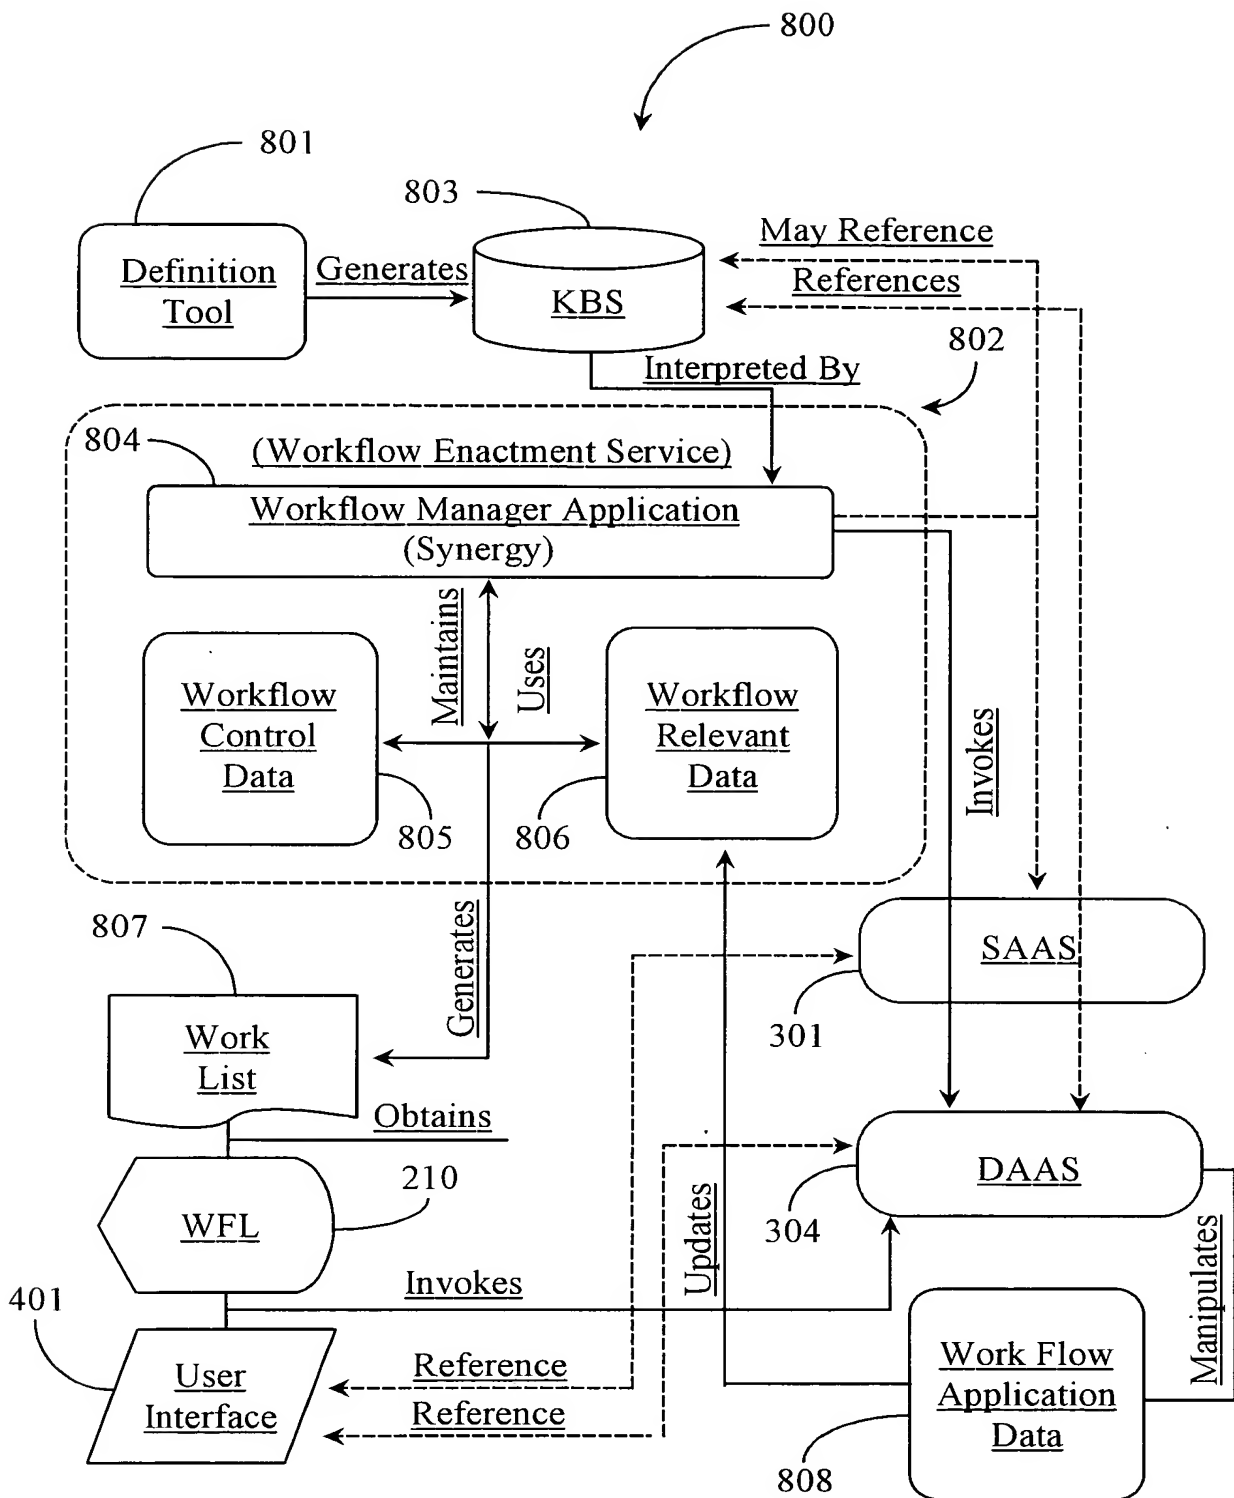 800
801
803
May Reference
Definition
Tool
Generates
KBS
References
Interpreted By
802
804
(Workflow Enactment Service)
Workflow Manager Application
(Synergy)
Maintains
Uses
Workflow
Control
Data
Workflow
Relevant
Data
Invokes
805
806
807
Generates
SAAS
301
Work
List
Obtains
DAAS
304
WFL
210
Updates
Manipulates
Invokes
401
User
Interface
Reference
Reference
Work Flow
Application
Data
808